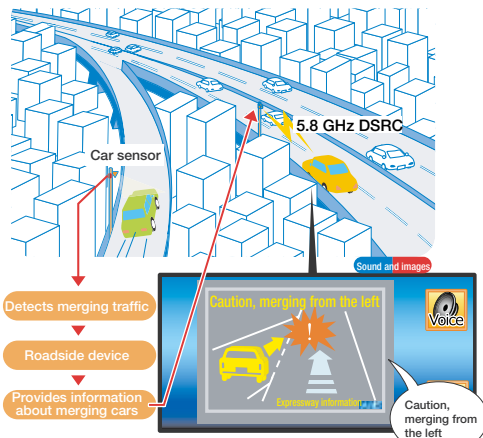 5.8 GHz DSRC
Car sensor
Sound and images
Detects merging traffic
Roadside device
Provides information
about merging cars
Caution, merging from the left
!
Expressway Information
Voice
Caution,
merging from
the left